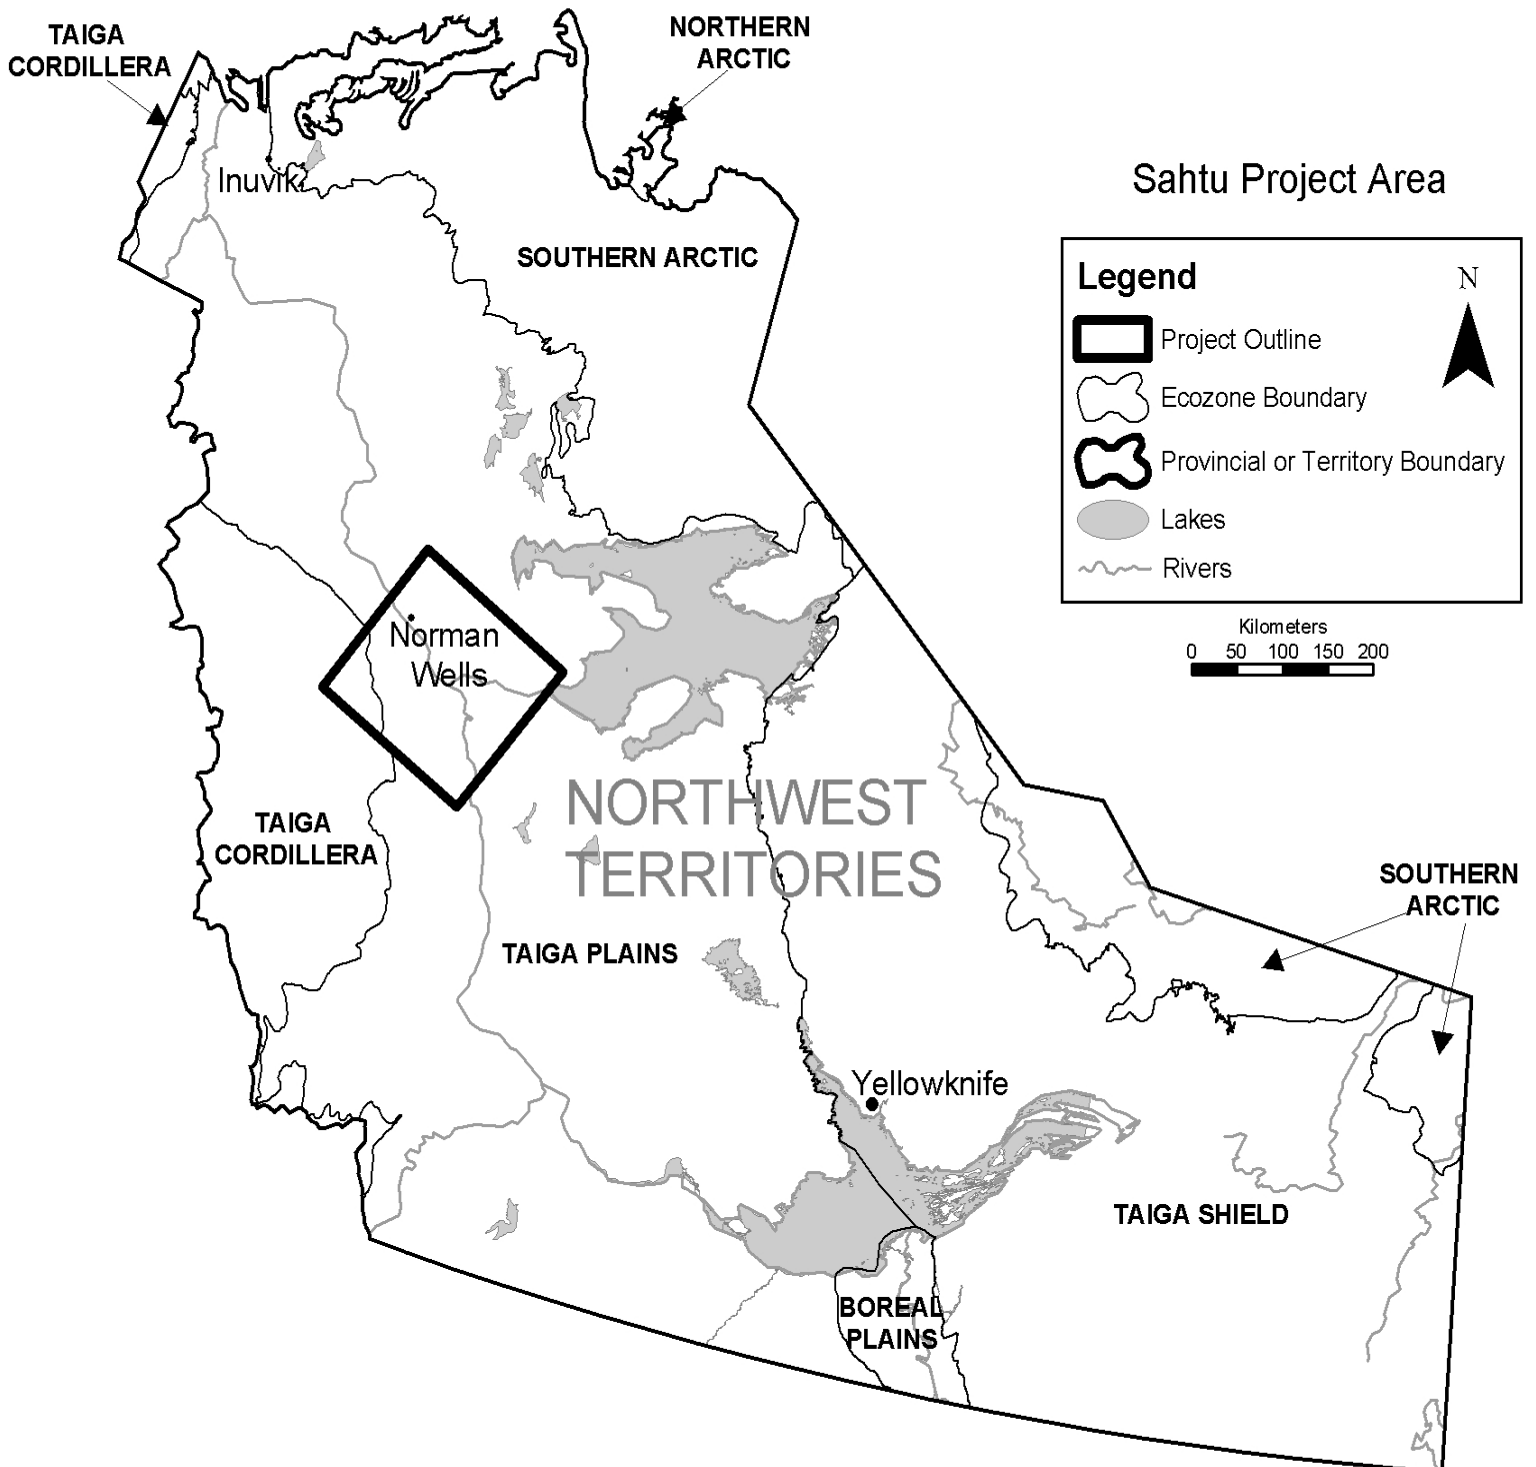 TAIGA
CORDILLERA
NORTHERN
ARCTIC
Inuvik
SOUTHERN ARCTIC
Sahtu Project Area
Legend
N
Project Outline
Ecozone Boundary
Provincial or Territory Boundary
Lakes
Rivers
Kilometers
0 50 100 150 200
Norman
Wells
NORTHWEST
TERRITORIES
TAIGA
CORDILLERA
TAIGA PLAINS
SOUTHERN
ARCTIC
Yellowknife
TAIGA SHIELD
BOREAL
PLAINS